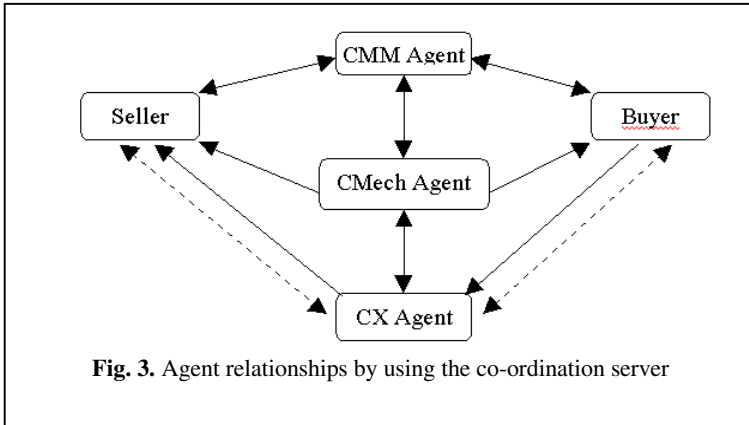 CMM Agent
Seller
Buyer
CMech Agent
CX Agent
Fig. 3. Agent relationships by using the co-ordination server